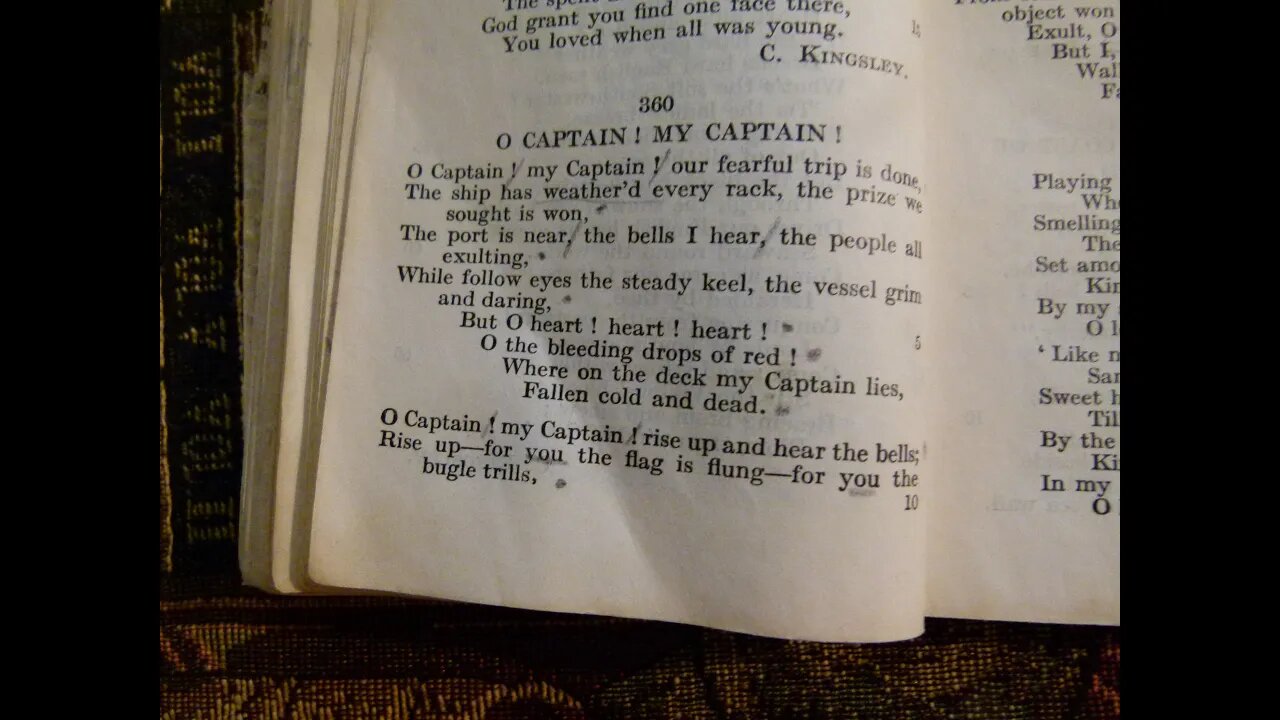 The
God grant you find one face there,
You loved when all was young.
C. KINGSLEY.
360
O CAPTAIN ! MY CAPTAIN !
O Captain ! my Captain ! our fearful trip is done,
The ship has weather'd every rack, the prize we
sought is won,
The port is near, the bells I hear, the people all
exulting,
While follow eyes the steady keel, the vessel grim
and daring,
But O heart ! heart ! heart !
5
O the bleeding drops of red !
Where on the deck my Captain lies,
Fallen cold and dead.
O Captain ! my Captain ! rise up and hear the bells;
Rise up—for you the flag is flung—for you the
bugle trills,
10
object won
Exult, O
But I,
Playing
Smelling
The
Set
By my
O
' Like
Sweet
By the
In my
O